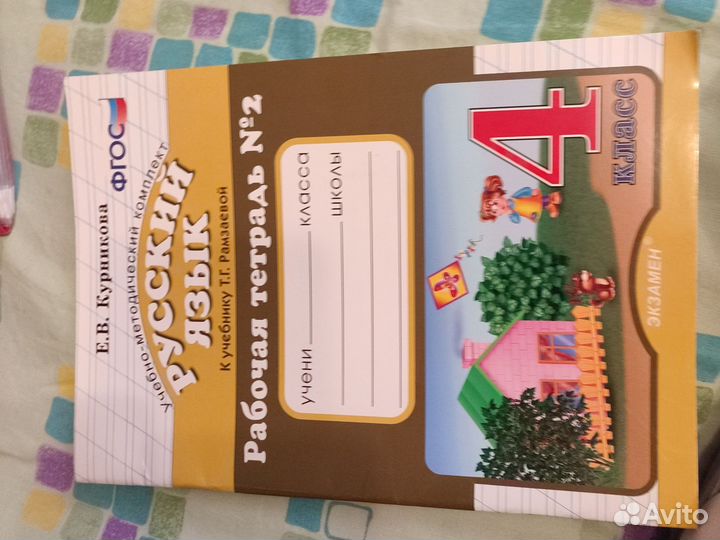 Е.В. Курникова
ФГОС
Учебно-методический комплект
РУССКИЙ
ЯЗЫК
К учебнику Т.Г. Рамзаевой
Рабочая тетрадь №2
учени класса
школы
4
класс
ЭКЗАМЕН®
Avito